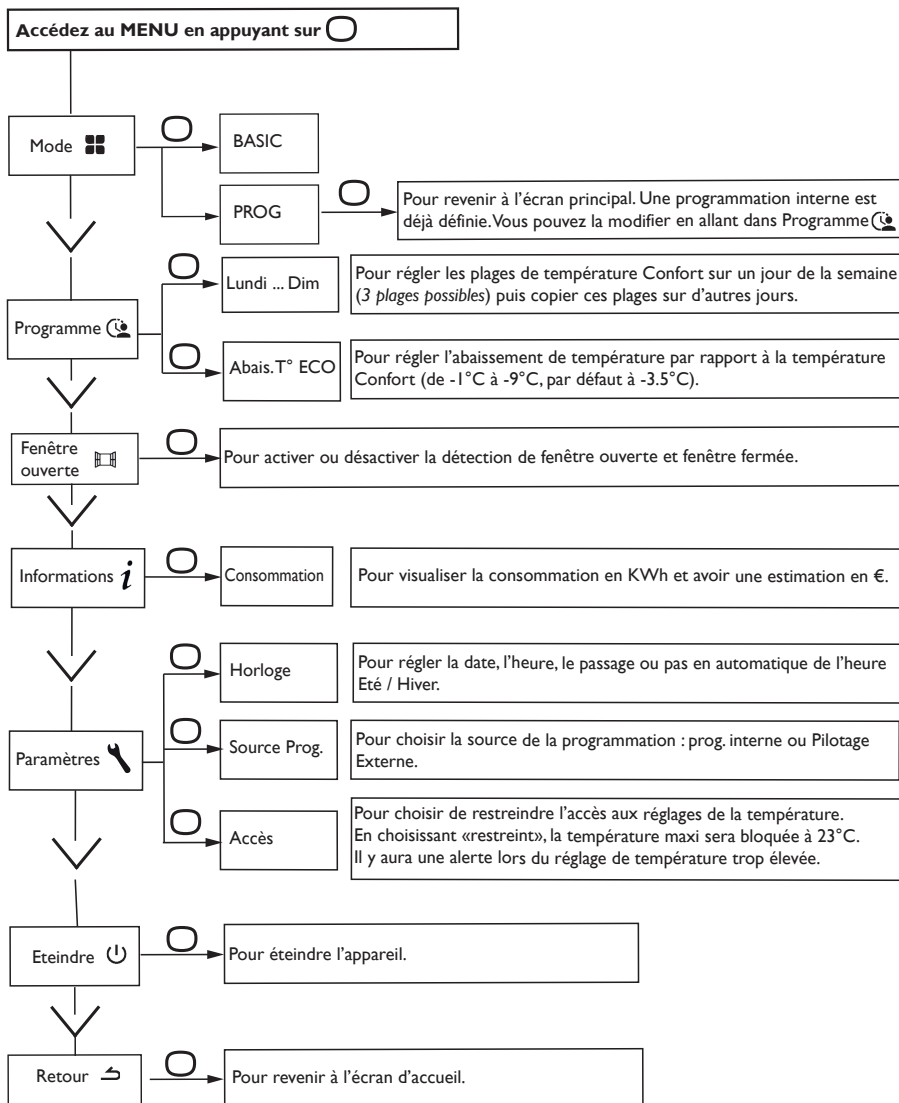 Accédez au MENU en appuyant sur
Mode
BASIC
PROG
Pour revenir à l'écran principal. Une programmation interne est
déjà définie. Vous pouvez la modifier en allant dans Programme
Programme
Lundi ... Dim
Pour régler les plages de température Confort sur un jour de la semaine
(3 plages possibles) puis copier ces plages sur d'autres jours.
Abais. T° ECO
Pour régler l'abaissement de température par rapport à la température
Confort (de -1°C à -9°C, par défaut à -3.5°C).
Fenêtre
ouverte
Pour activer ou désactiver la détection de fenêtre ouverte et fenêtre fermée.
Informations i
Consommation
Pour visualiser la consommation en KWh et avoir une estimation en €.
Paramètres
Horloge
Pour régler la date, l'heure, le passage ou pas en automatique de l'heure
Eté / Hiver.
Source Prog.
Pour choisir la source de la programmation : prog. interne ou Pilotage
Externe.
Accès
Pour choisir de restreindre l'accès aux réglages de la température.
En choisissant «restreint», la température maxi sera bloquée à 23°C.
Il y aura une alerte lors du réglage de température trop élevée.
Eteindre
Pour éteindre l'appareil.
Retour
Pour revenir à l'écran d'accueil.